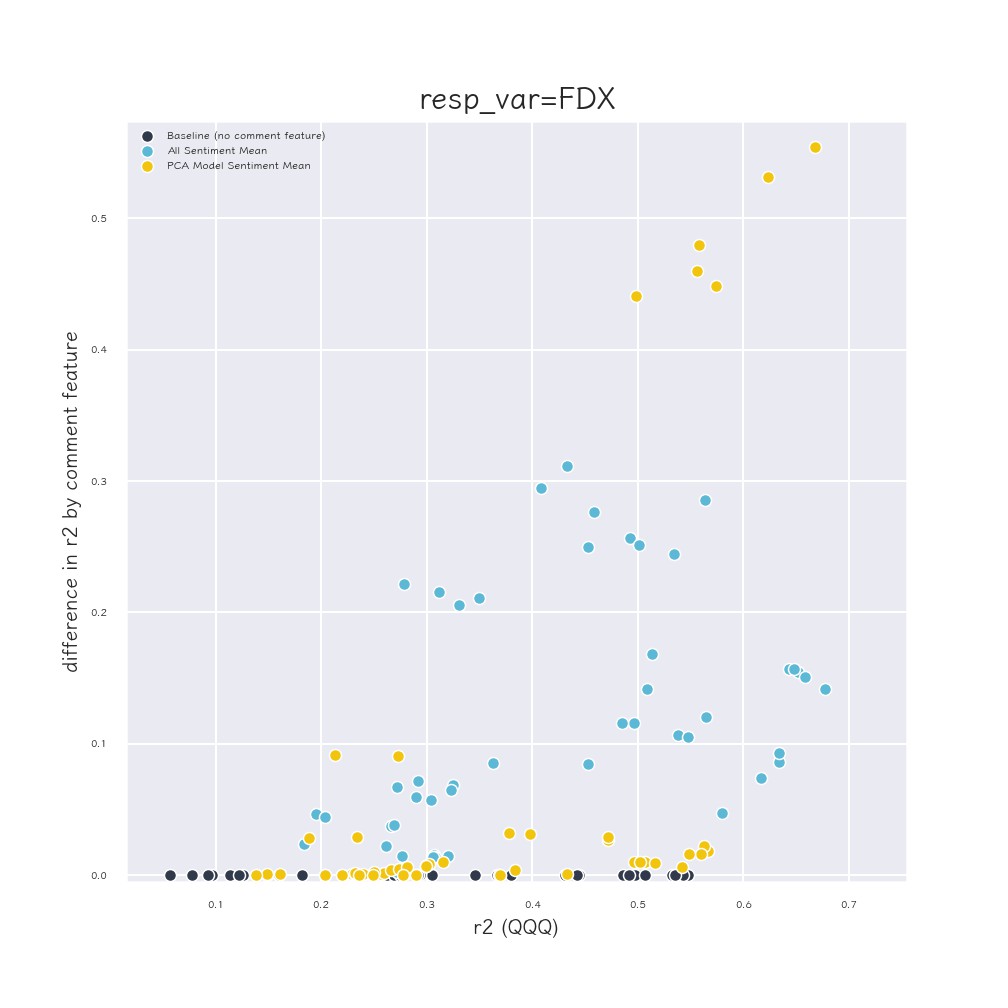 resp_var=FDX
Baseline (no comment feature)
All Sentiment Mean
PCA Model Sentiment Mean
difference in r2 by comment feature
0.5
0.4
0.3
0.2
0.1
0.0
0.1
0.2
0.3
0.4
0.5
0.6
0.7
r2 (QQQ)